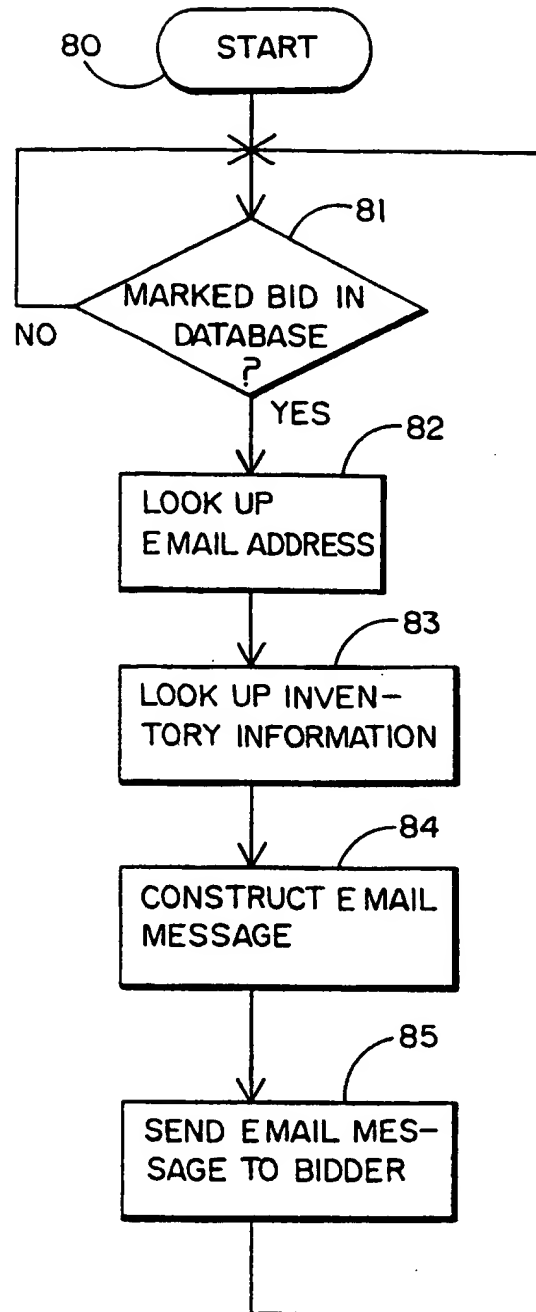 80
START
81
MARKED BID IN
DATABASE
?
NO
YES
82
LOOK UP
E MAIL ADDRESS
83
LOOK UP INVEN-
TORY INFORMATION
84
CONSTRUCT E MAIL
MESSAGE
85
SEND E MAIL MES-
SAGE TO BIDDER